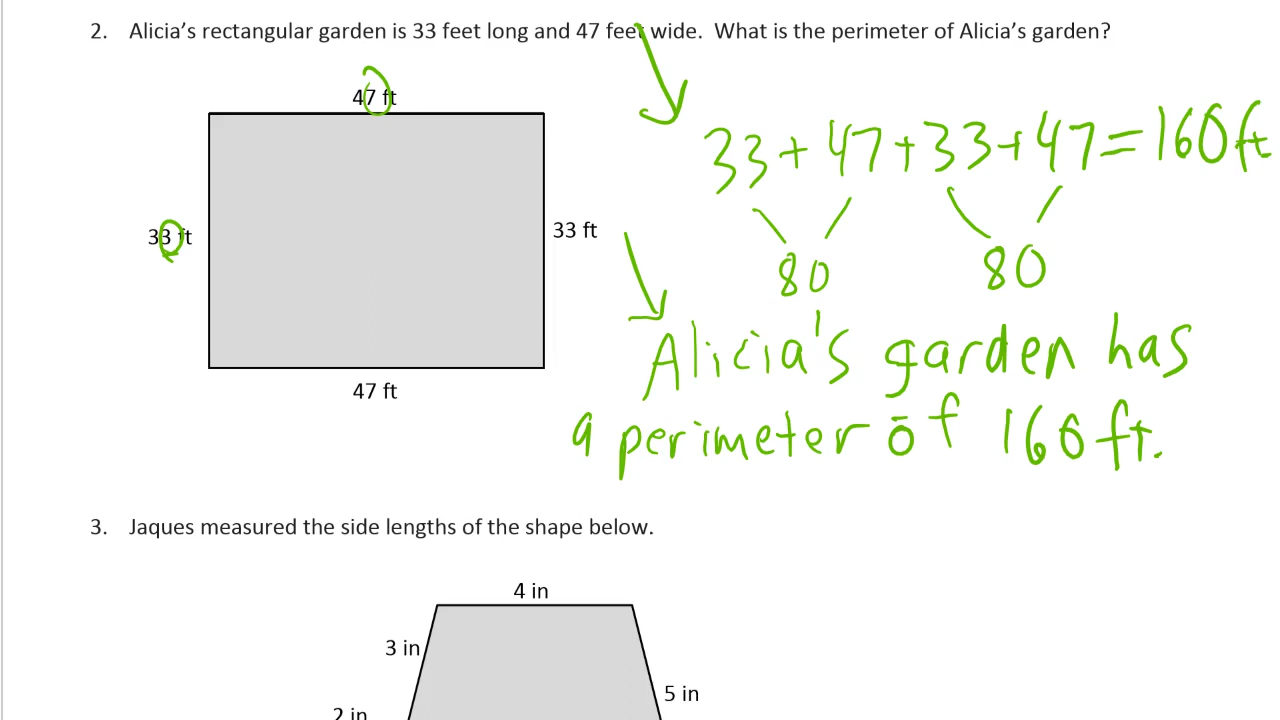 2. Alicia's rectangular garden is 33 feet long and 47 feet wide. What is the perimeter of Alicia's garden?
47 ft
33 ft
33 ft
47 ft
33 + 47 + 33 + 47 = 160 ft
80
80
Alicia's garden has
a perimeter of 160 ft.
3. Jaques measured the side lengths of the shape below.
4 in
3 in
5 in
2 in